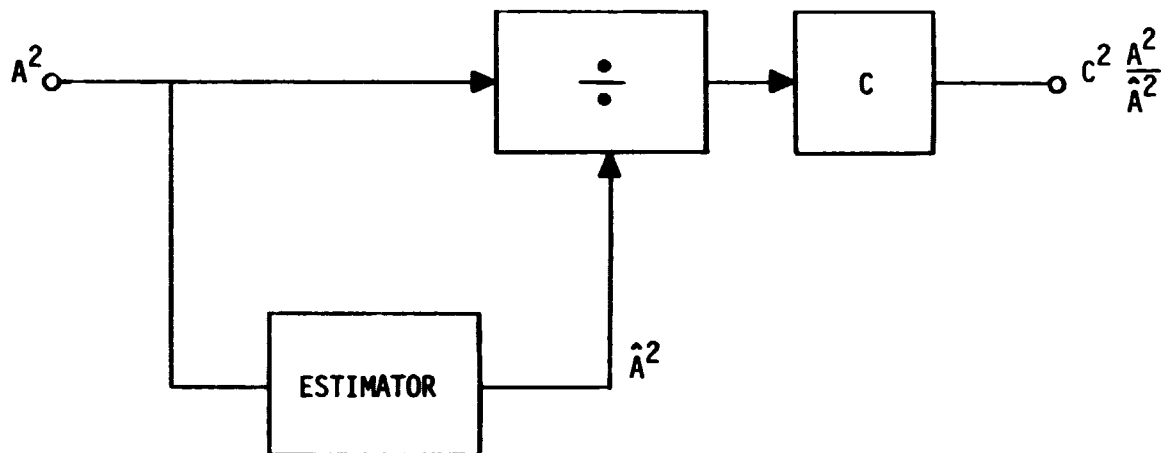 A²
÷
C
C² A²/Â²
ESTIMATOR
Â²